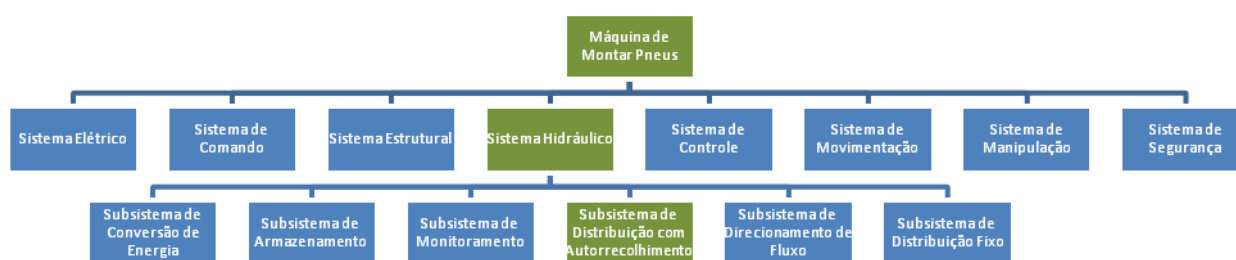 Máquina de
Montar Pneus
Sistema Elétrico
Sistema de
Comando
Sistema Estrutural
Sistema Hidráulico
Sistema de
Controle
Sistema de
Movimentação
Sistema de
Manipulação
Sistema de
Segurança
Subsistema de
Conversão de
Energia
Subsistema de
Armazenamento
Subsistema de
Monitoramento
Subsistema de
Distribuição com
Autorrecolhimento
Subsistema de
Direcionamento de
Fluxo
Subsistema de
Distribuição Fixo